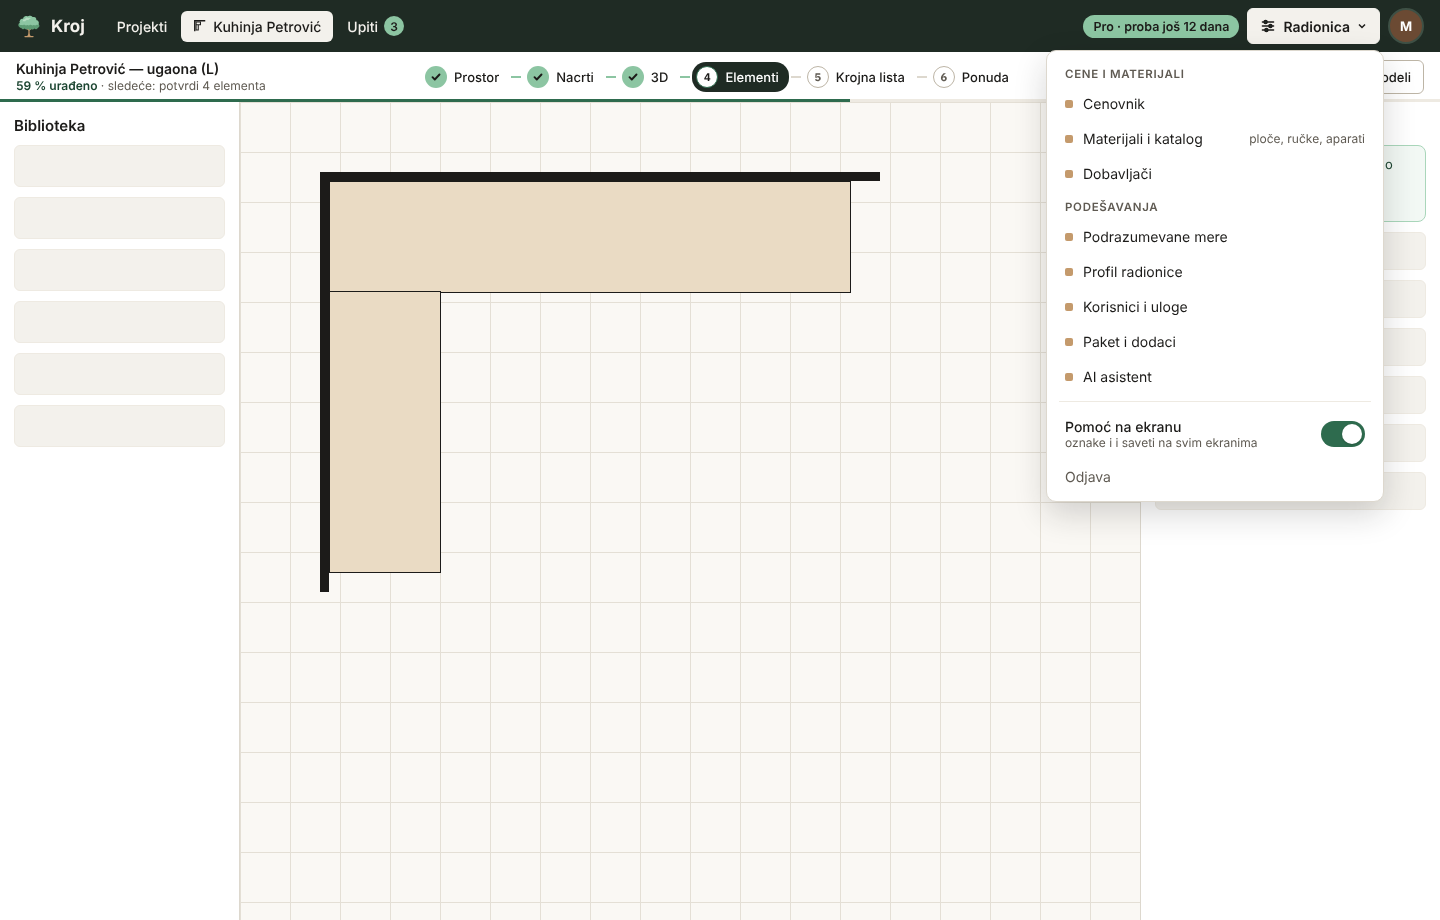 Kroj
Projekti
Kuhinja Petrović
Upiti 3
Pro · proba još 12 dana
Radionica
M
Kuhinja Petrović — ugaona (L)
59 % urađeno · sledeće: potvrdi 4 elementa
Prostor
Nacrti
3D
4 Elementi
5 Krojna lista
6 Ponuda
Biblioteka
CENE I MATERIJALI
Cenovnik
Materijali i katalog ploče, ručke, aparati
Dobavljači
PODEŠAVANJA
Podrazumevane mere
Profil radionice
Korisnici i uloge
Paket i dodaci
AI asistent
Pomoć na ekranu
oznake i i saveti na svim ekranima
Odjava